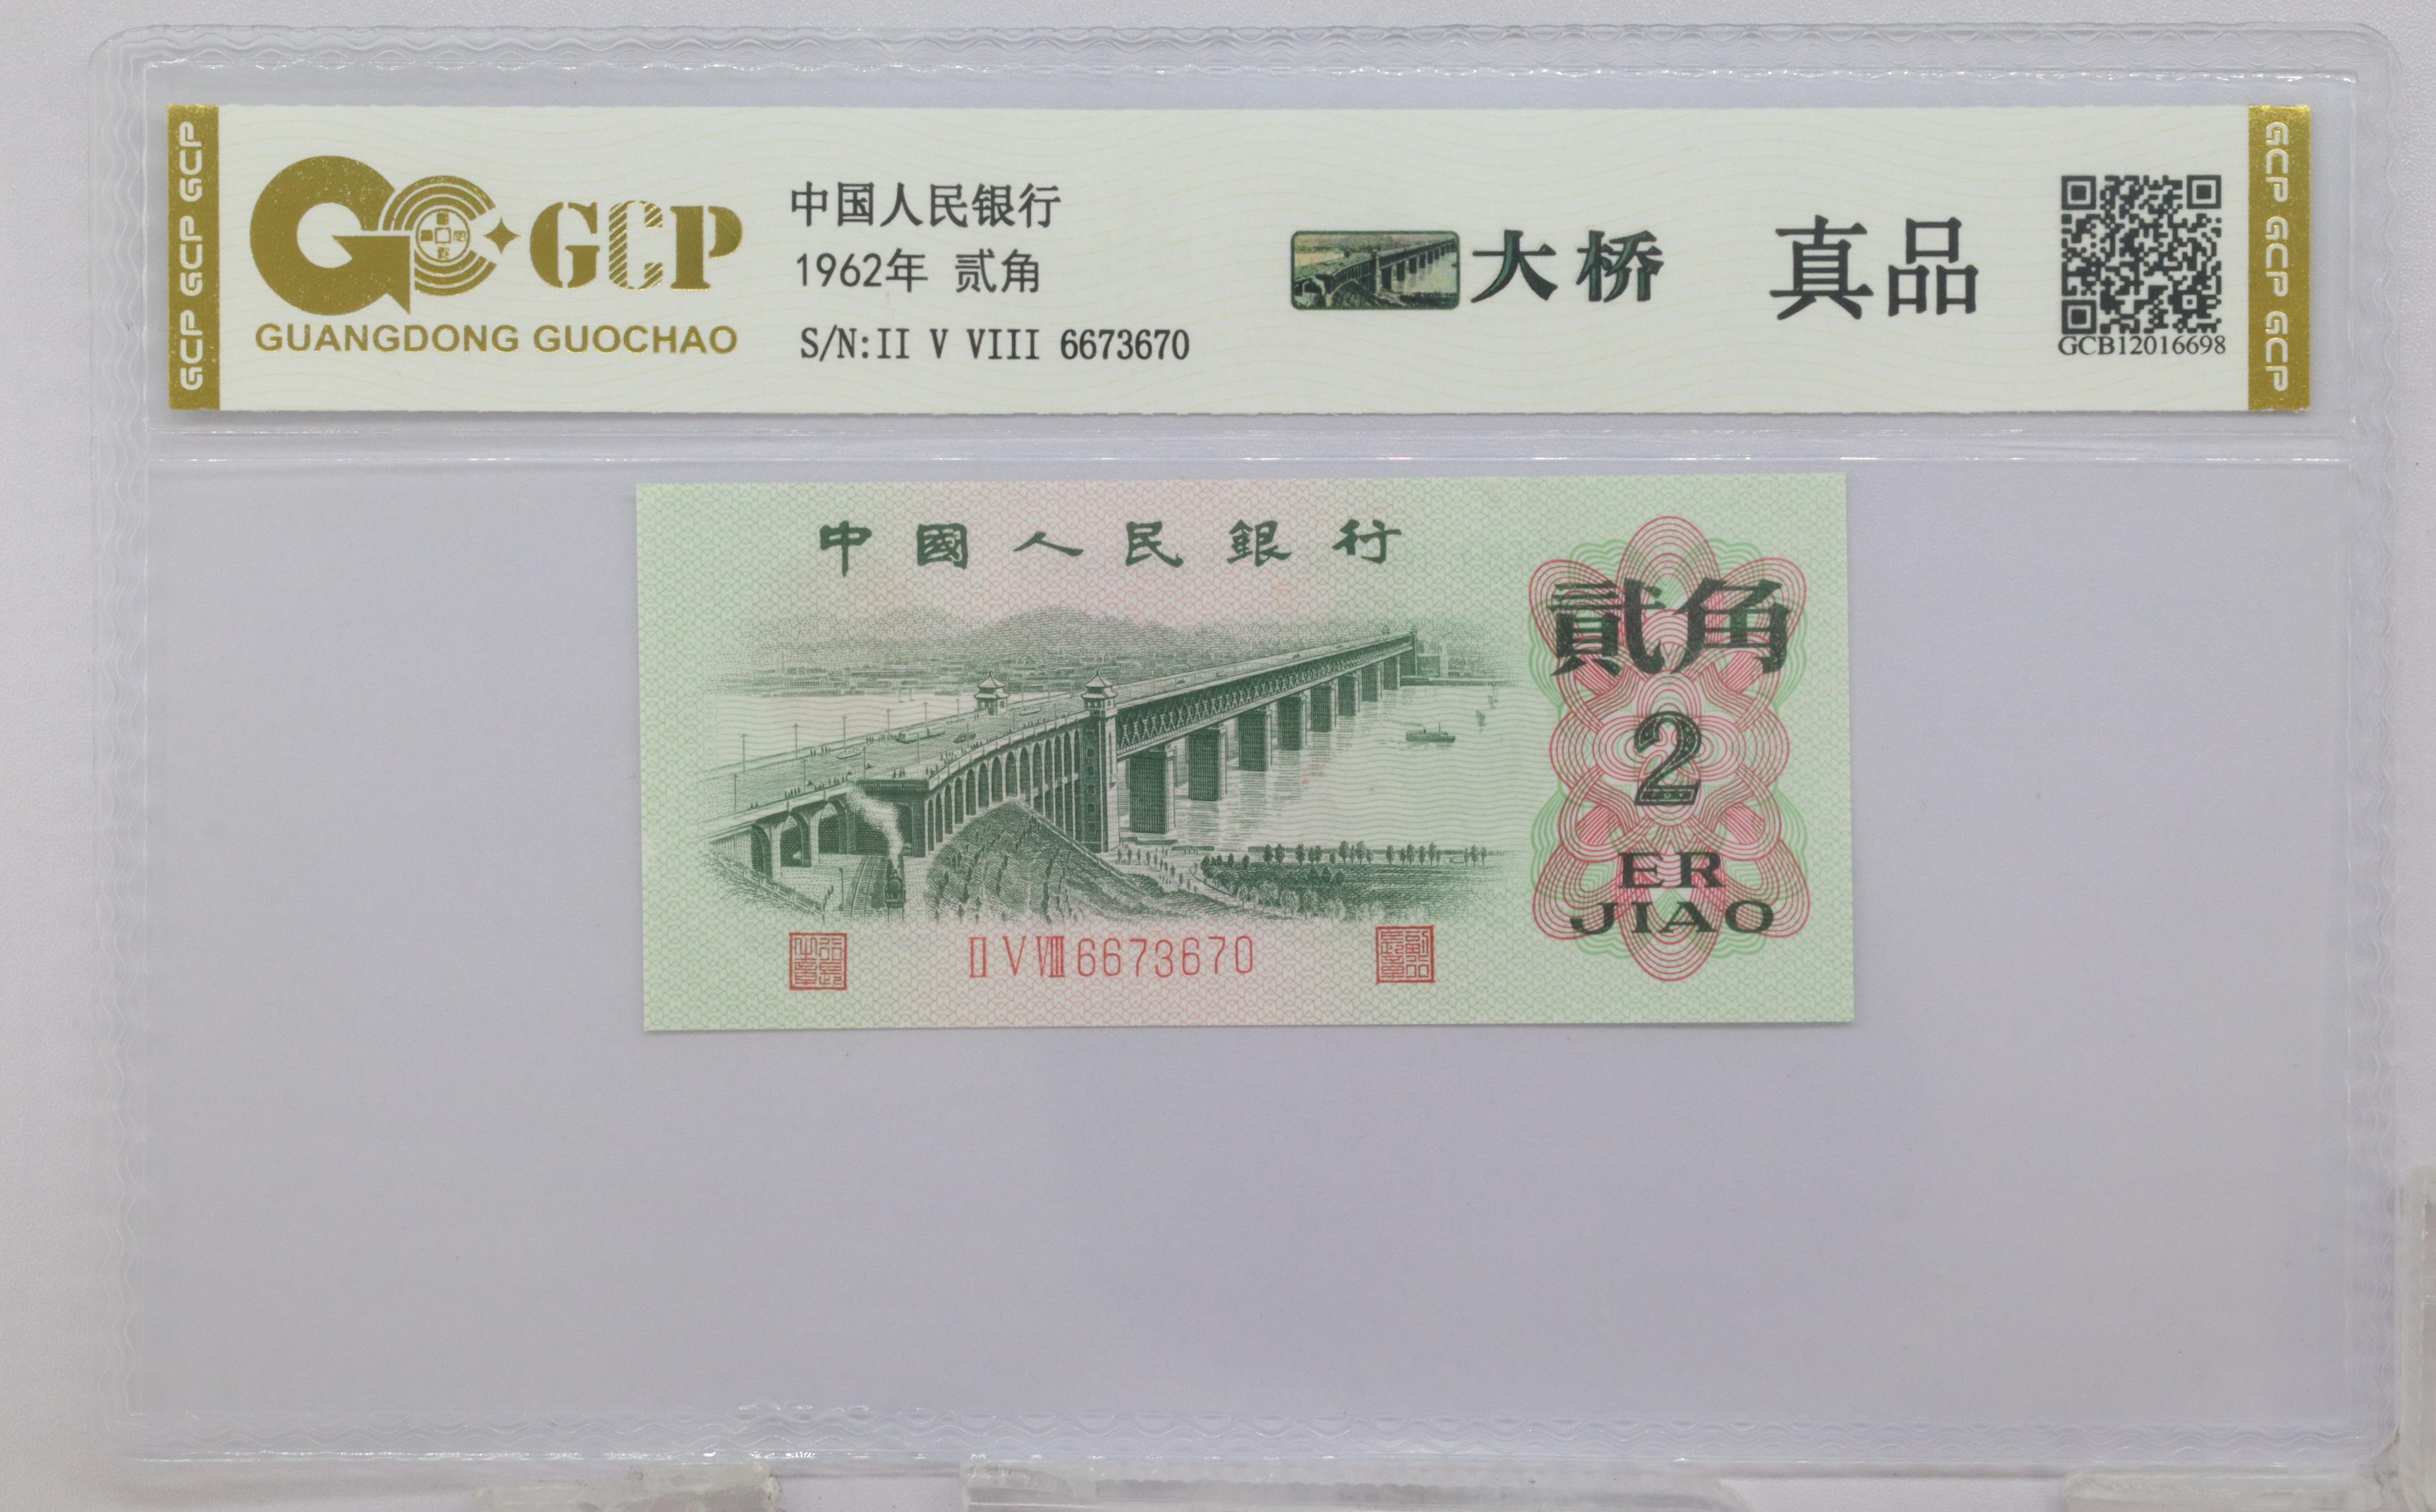 GCP GCP GCP
GCP
GUANGDONG GUOCHAO
中国人民银行
1962年 贰角
S/N:II V VIII 6673670
大桥
真品
GCB12016698
GCP GCP GCP
中國人民銀行
貳角
2
ER
JIAO
II V VIII 6673670